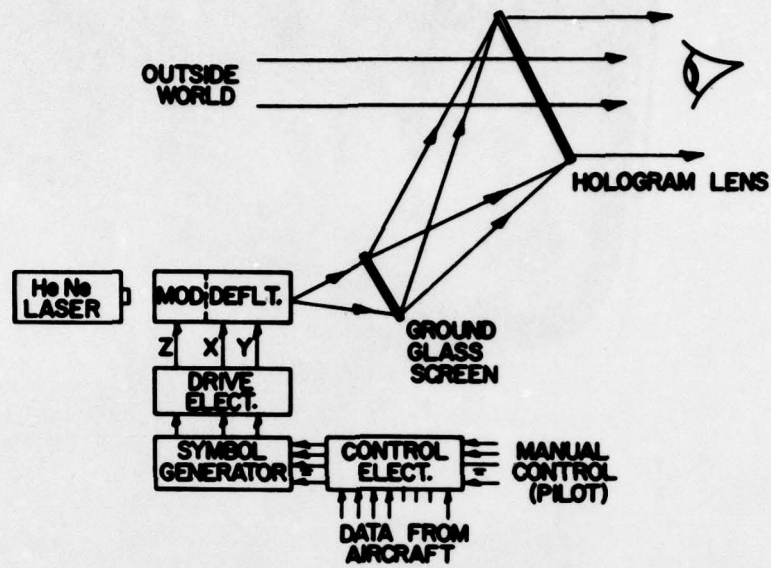 OUTSIDE
WORLD
HOLOGRAM LENS
He Ne
LASER
MOD DEFLT.
GROUND
GLASS
SCREEN
Z X Y
DRIVE
ELECT.
SYMBOL
GENERATOR
CONTROL
ELECT.
MANUAL
CONTROL
(PILOT)
DATA FROM
AIRCRAFT